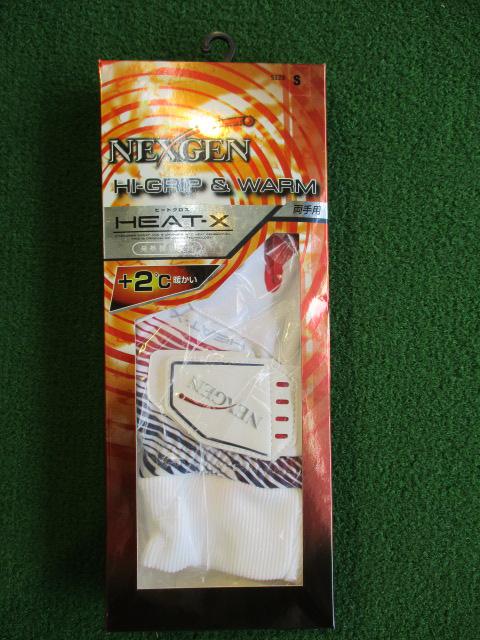 SIZE S
NEXGEN
HI-GRIP & WARM
ヒートクロス
HEAT-X
両手用
+2℃ 暖かい
HEAT-X
NEXGEN